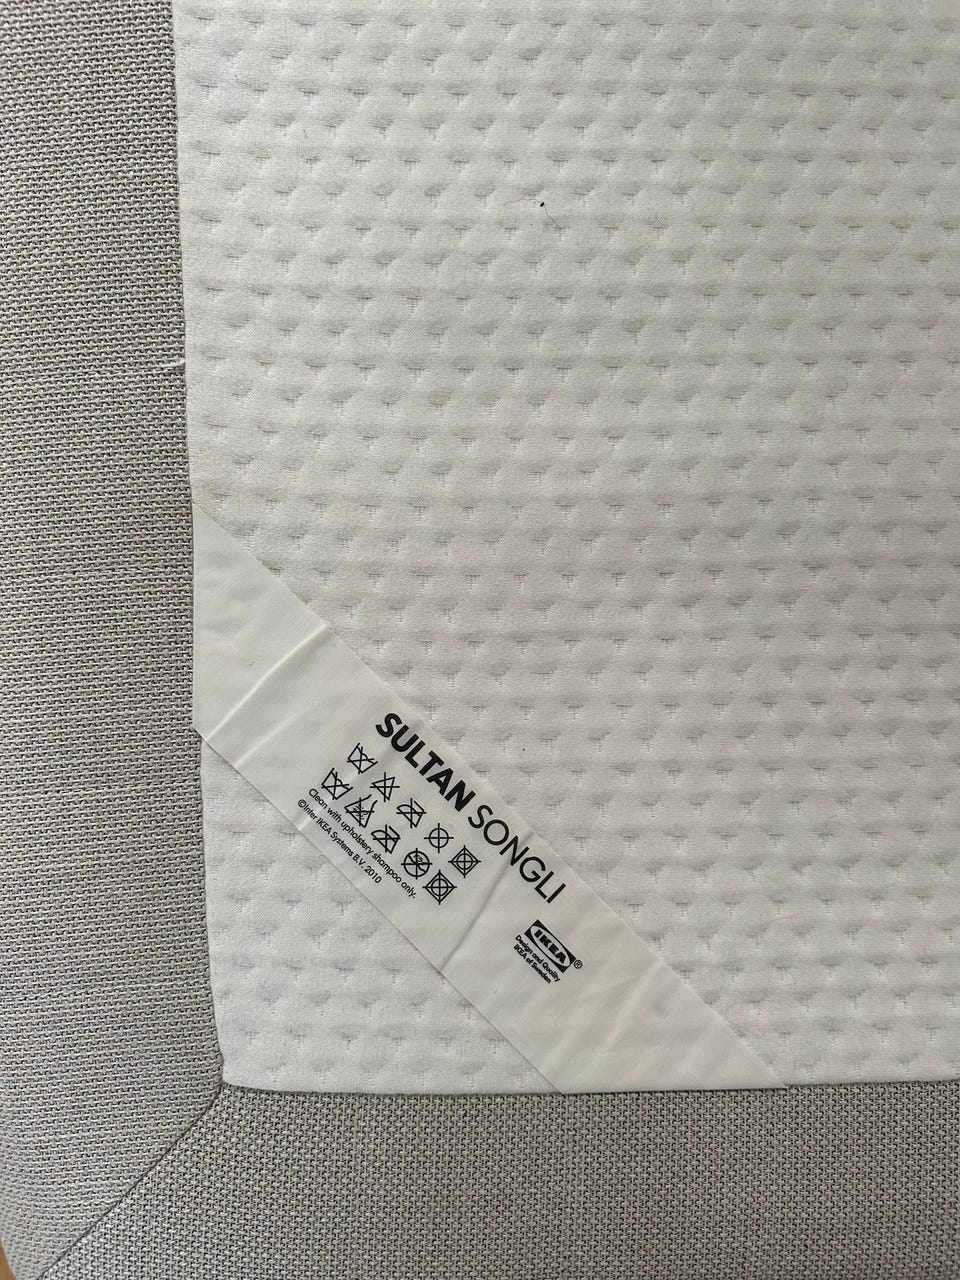 SULTAN SONGLI
Clean with upholstery shampoo only.
©Inter IKEA Systems B.V. 2010
IKEA®
Design and Quality
IKEA of Sweden